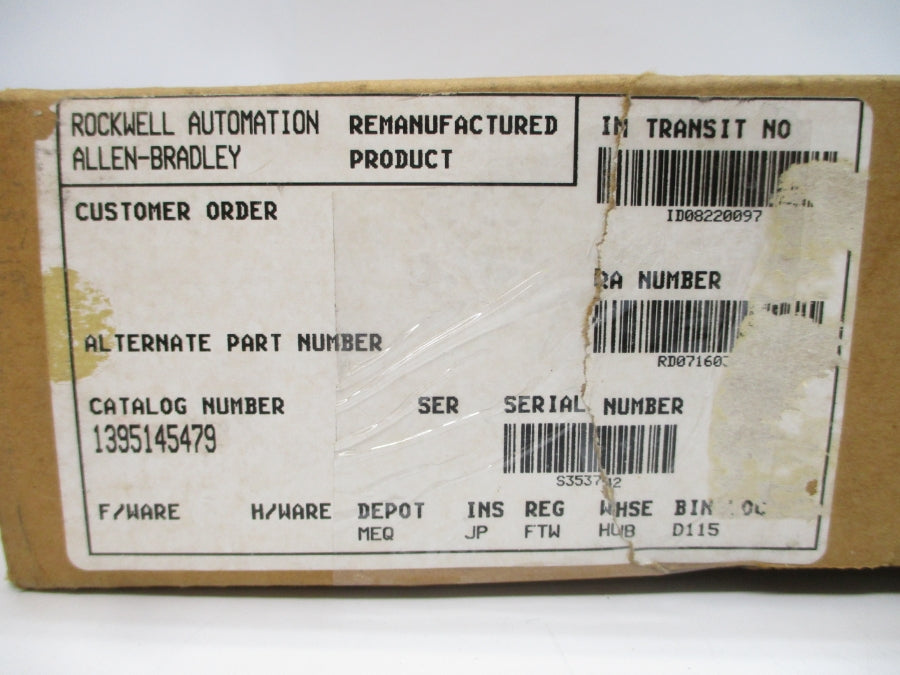 ROCKWELL AUTOMATION REMANUFACTURED
ALLEN-BRADLEY PRODUCT
IN TRANSIT NO
ID08220097
CUSTOMER ORDER
RA NUMBER
ALTERNATE PART NUMBER
CATALOG NUMBER SER SERIAL NUMBER
1395145479
F/WARE H/WARE DEPOT INS REG WHSE BIN
MEQ JP FTW HUB D115